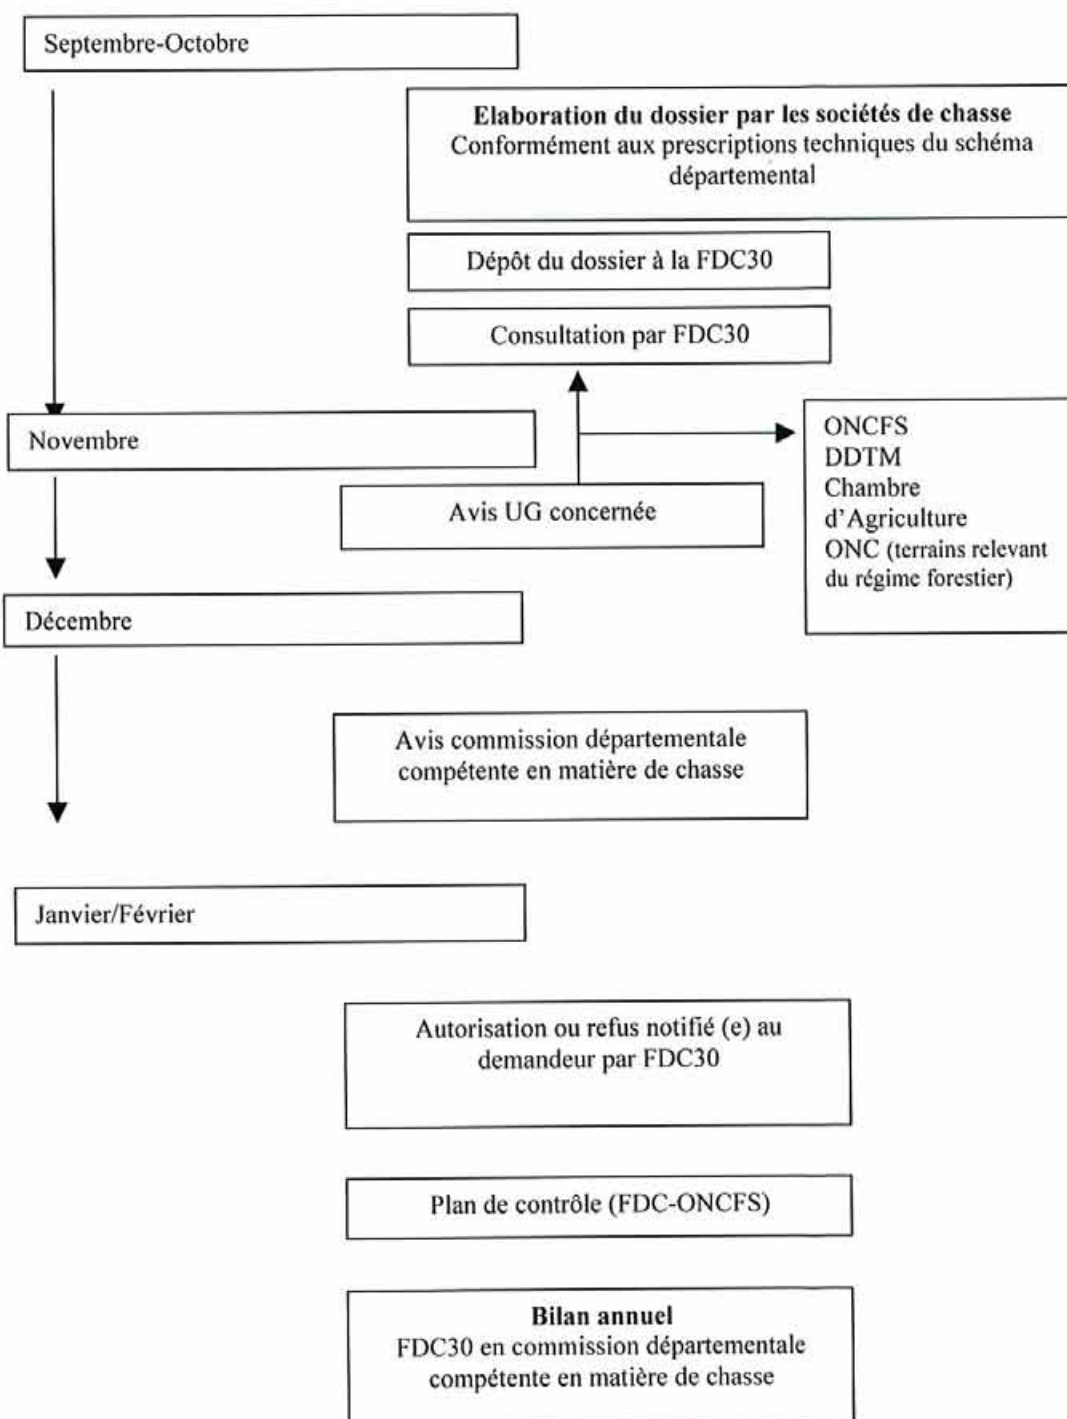 Septembre-Octobre
Elaboration du dossier par les sociétés de chasse
Conformément aux prescriptions techniques du schéma
départemental
Dépôt du dossier à la FDC30
Consultation par FDC30
Novembre
ONCFS
DDTM
Chambre
d'Agriculture
ONC (terrains relevant
du régime forestier)
Avis UG concernée
Décembre
Avis commission départementale
compétente en matière de chasse
Janvier/Février
Autorisation ou refus notifié (e) au
demandeur par FDC30
Plan de contrôle (FDC-ONCFS)
Bilan annuel
FDC30 en commission départementale
compétente en matière de chasse